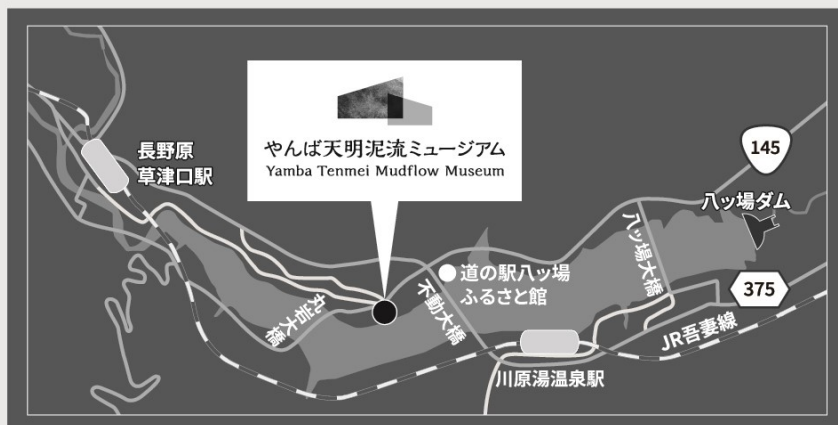 やんば天明泥流ミュージアム
Yamba Tenmei Mudflow Museum
長野原
草津口駅
145
八ッ場ダム
八ッ場大橋
道の駅八ッ場
ふるさと館
不動大橋
丸岩大橋
375
JR吾妻線
川原湯温泉駅